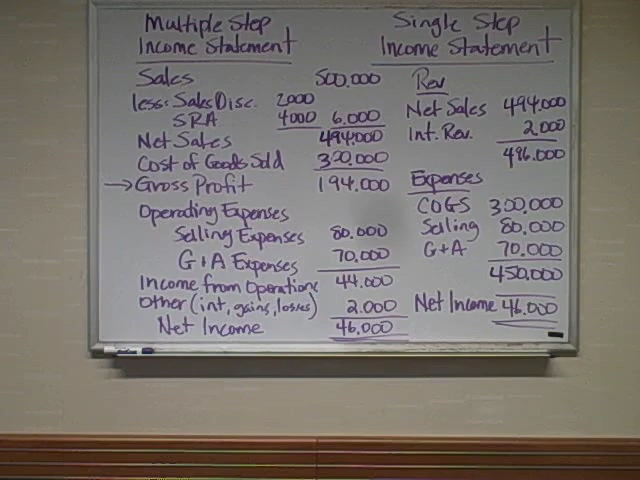 Multiple Step
Income Statement
Sales 500.000
less: Sales Disc. 2000
SRA 4000 6.000
Net Sales 494.000
Cost of Goods Sold 300.000
→ Gross Profit 194.000
Operating Expenses
Selling Expenses 80.000
G+A Expenses 70.000
Income from Operations 44.000
Other (int, gains, losses) 2.000
Net Income 46.000
Single Step
Income Statement
Rev
Net Sales 494.000
Int. Rev. 2.000
496.000
Expenses
COGS 300.000
Selling 80.000
G+A 70.000
450.000
Net Income 46.000